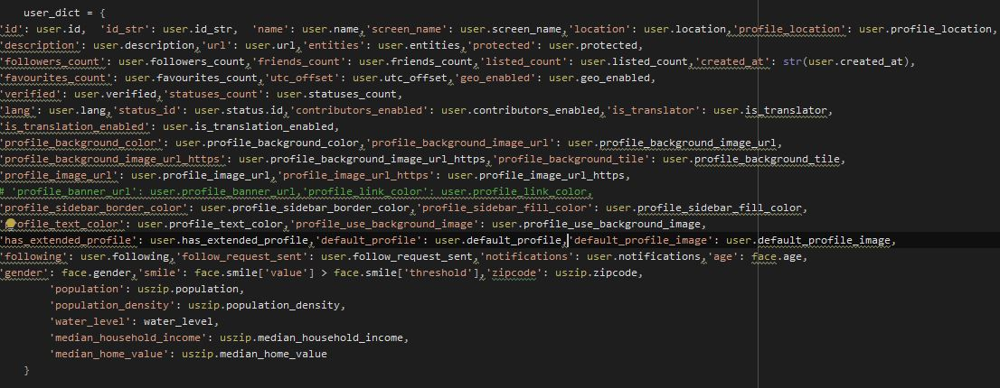 user_dict = {
'id': user.id,  'id_str': user.id_str,  'name': user.name,'screen_name': user.screen_name,'location': user.location,'profile_location': user.profile_location,
'description': user.description,'url': user.url,'entities': user.entities,'protected': user.protected,
'followers_count': user.followers_count,'friends_count': user.friends_count,'listed_count': user.listed_count,'created_at': str(user.created_at),
'favourites_count': user.favourites_count,'utc_offset': user.utc_offset,'geo_enabled': user.geo_enabled,
'verified': user.verified,'statuses_count': user.statuses_count,
'lang': user.lang,'status_id': user.status.id,'contributors_enabled': user.contributors_enabled,'is_translator': user.is_translator,
'is_translation_enabled': user.is_translation_enabled,
'profile_background_color': user.profile_background_color,'profile_background_image_url': user.profile_background_image_url,
'profile_background_image_url_https': user.profile_background_image_url_https,'profile_background_tile': user.profile_background_tile,
'profile_image_url': user.profile_image_url,'profile_image_url_https': user.profile_image_url_https,
# 'profile_banner_url': user.profile_banner_url,'profile_link_color': user.profile_link_color,
'profile_sidebar_border_color': user.profile_sidebar_border_color,'profile_sidebar_fill_color': user.profile_sidebar_fill_color,
ofile_text_color': user.profile_text_color,'profile_use_background_image': user.profile_use_background_image,
'has_extended_profile': user.has_extended_profile,'default_profile': user.default_profile,'default_profile_image': user.default_profile_image,
'following': user.following,'follow_request_sent': user.follow_request_sent,'notifications': user.notifications,'age': face.age,
'gender': face.gender,'smile': face.smile['value'] > face.smile['threshold'],'zipcode': uszip.zipcode,
'population': uszip.population,
'population_density': uszip.population_density,
'water_level': water_level,
'median_household_income': uszip.median_household_income,
'median_home_value': uszip.median_home_value
}